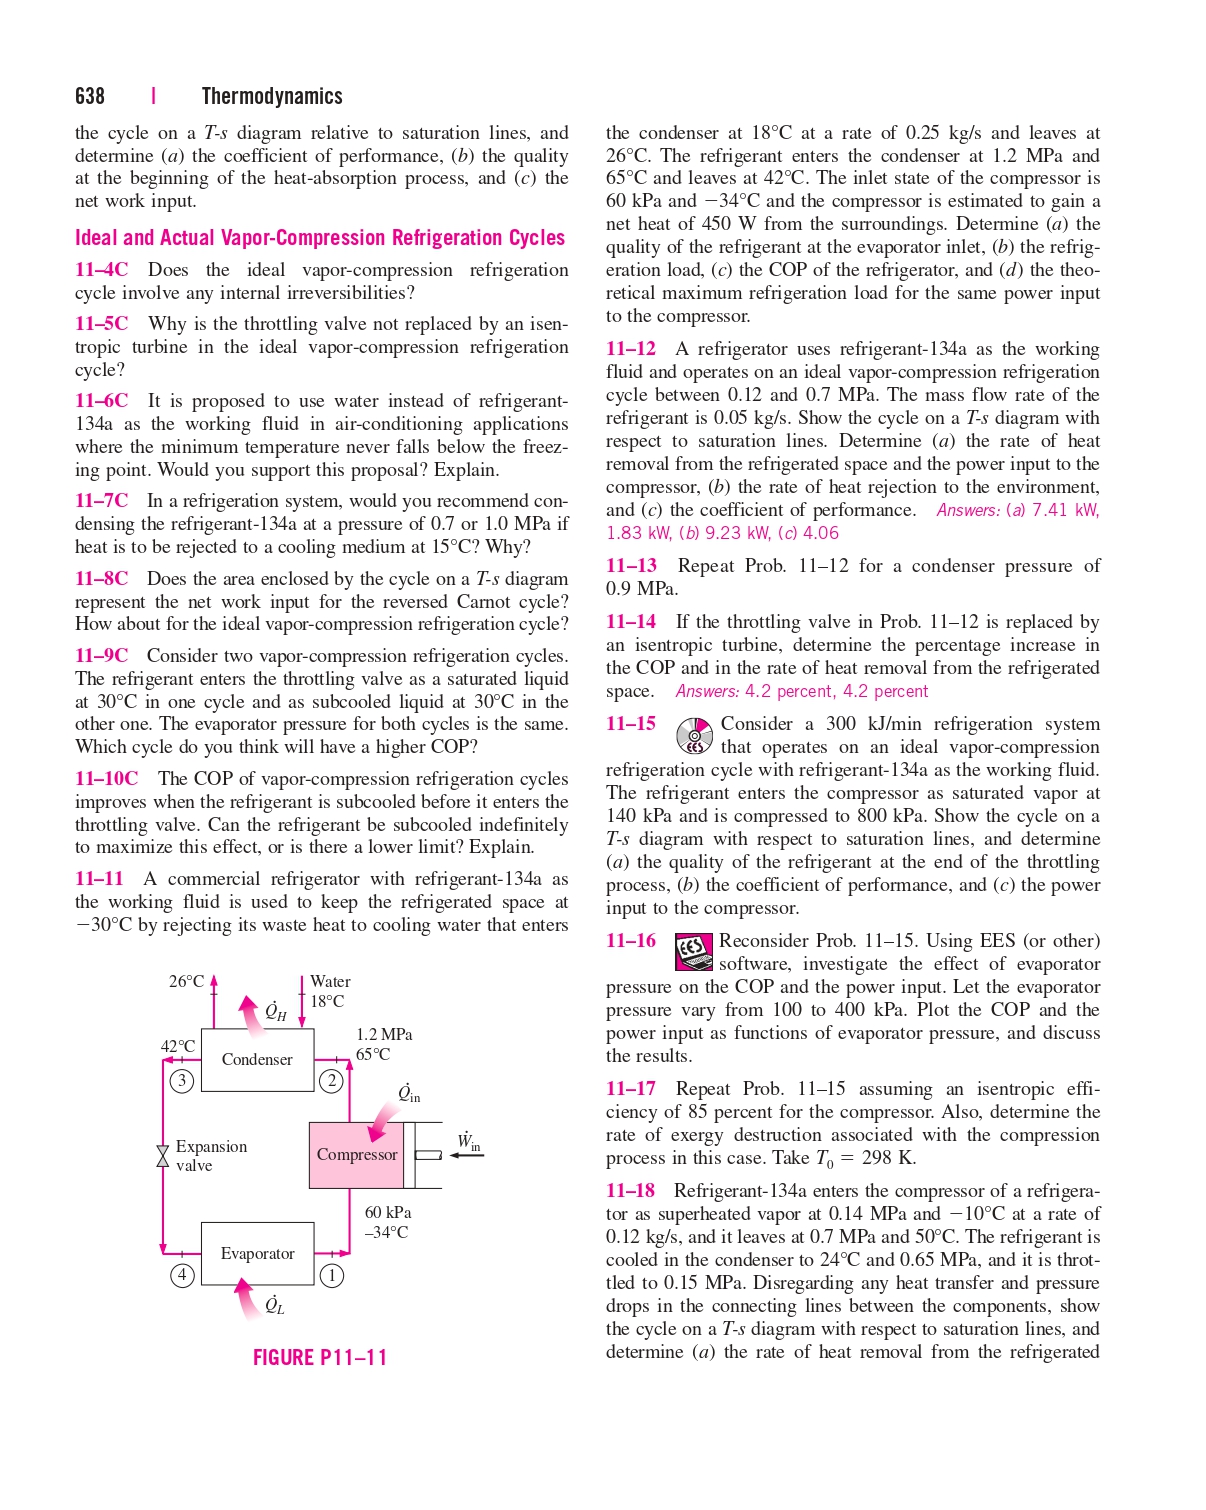 638 | Thermodynamics
the cycle on a T-s diagram relative to saturation lines, and
determine (a) the coefficient of performance, (b) the quality
at the beginning of the heat-absorption process, and (c) the
net work input.
Ideal and Actual Vapor-Compression Refrigeration Cycles
11–4C Does the ideal vapor-compression refrigeration
cycle involve any internal irreversibilities?
11–5C Why is the throttling valve not replaced by an isen-
tropic turbine in the ideal vapor-compression refrigeration
cycle?
11–6C It is proposed to use water instead of refrigerant-
134a as the working fluid in air-conditioning applications
where the minimum temperature never falls below the freez-
ing point. Would you support this proposal? Explain.
11–7C In a refrigeration system, would you recommend con-
densing the refrigerant-134a at a pressure of 0.7 or 1.0 MPa if
heat is to be rejected to a cooling medium at 15°C? Why?
11–8C Does the area enclosed by the cycle on a T-s diagram
represent the net work input for the reversed Carnot cycle?
How about for the ideal vapor-compression refrigeration cycle?
11–9C Consider two vapor-compression refrigeration cycles.
The refrigerant enters the throttling valve as a saturated liquid
at 30°C in one cycle and as subcooled liquid at 30°C in the
other one. The evaporator pressure for both cycles is the same.
Which cycle do you think will have a higher COP?
11–10C The COP of vapor-compression refrigeration cycles
improves when the refrigerant is subcooled before it enters the
throttling valve. Can the refrigerant be subcooled indefinitely
to maximize this effect, or is there a lower limit? Explain.
11–11 A commercial refrigerator with refrigerant-134a as
the working fluid is used to keep the refrigerated space at
−30°C by rejecting its waste heat to cooling water that enters
26°C
Water
18°C
Q̇H
1.2 MPa
65°C
42°C
Condenser
3
2
Q̇in
Expansion
valve
Compressor
Ẇin
60 kPa
–34°C
Evaporator
4
1
Q̇L
FIGURE P11–11
the condenser at 18°C at a rate of 0.25 kg/s and leaves at
26°C. The refrigerant enters the condenser at 1.2 MPa and
65°C and leaves at 42°C. The inlet state of the compressor is
60 kPa and −34°C and the compressor is estimated to gain a
net heat of 450 W from the surroundings. Determine (a) the
quality of the refrigerant at the evaporator inlet, (b) the refrig-
eration load, (c) the COP of the refrigerator, and (d) the theo-
retical maximum refrigeration load for the same power input
to the compressor.
11–12 A refrigerator uses refrigerant-134a as the working
fluid and operates on an ideal vapor-compression refrigeration
cycle between 0.12 and 0.7 MPa. The mass flow rate of the
refrigerant is 0.05 kg/s. Show the cycle on a T-s diagram with
respect to saturation lines. Determine (a) the rate of heat
removal from the refrigerated space and the power input to the
compressor, (b) the rate of heat rejection to the environment,
and (c) the coefficient of performance. Answers: (a) 7.41 kW,
1.83 kW, (b) 9.23 kW, (c) 4.06
11–13 Repeat Prob. 11–12 for a condenser pressure of
0.9 MPa.
11–14 If the throttling valve in Prob. 11–12 is replaced by
an isentropic turbine, determine the percentage increase in
the COP and in the rate of heat removal from the refrigerated
space. Answers: 4.2 percent, 4.2 percent
11–15 EES Consider a 300 kJ/min refrigeration system
that operates on an ideal vapor-compression
refrigeration cycle with refrigerant-134a as the working fluid.
The refrigerant enters the compressor as saturated vapor at
140 kPa and is compressed to 800 kPa. Show the cycle on a
T-s diagram with respect to saturation lines, and determine
(a) the quality of the refrigerant at the end of the throttling
process, (b) the coefficient of performance, and (c) the power
input to the compressor.
11–16 EES Reconsider Prob. 11–15. Using EES (or other)
software, investigate the effect of evaporator
pressure on the COP and the power input. Let the evaporator
pressure vary from 100 to 400 kPa. Plot the COP and the
power input as functions of evaporator pressure, and discuss
the results.
11–17 Repeat Prob. 11–15 assuming an isentropic effi-
ciency of 85 percent for the compressor. Also, determine the
rate of exergy destruction associated with the compression
process in this case. Take T0 = 298 K.
11–18 Refrigerant-134a enters the compressor of a refrigera-
tor as superheated vapor at 0.14 MPa and −10°C at a rate of
0.12 kg/s, and it leaves at 0.7 MPa and 50°C. The refrigerant is
cooled in the condenser to 24°C and 0.65 MPa, and it is throt-
tled to 0.15 MPa. Disregarding any heat transfer and pressure
drops in the connecting lines between the components, show
the cycle on a T-s diagram with respect to saturation lines, and
determine (a) the rate of heat removal from the refrigerated